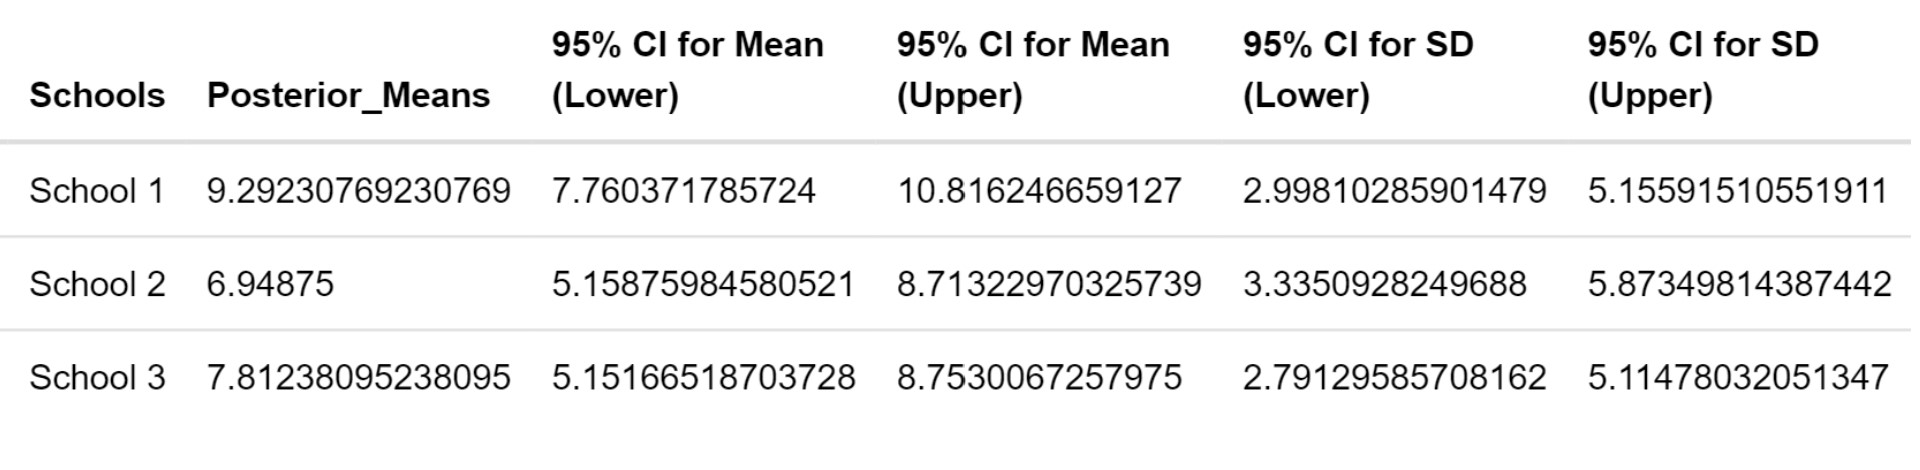 95% CI for Mean 95% CI for Mean 95% CI for SD 95% CI for SD
Schools Posterior_Means (Lower) (Upper) (Lower) (Upper)
School 1 9.29230769230769 7.760371785724 10.816246659127 2.99810285901479 5.15591510551911
School 2 6.94875 5.15875984580521 8.71322970325739 3.3350928249688 5.87349814387442
School 3 7.81238095238095 5.15166518703728 8.7530067257975 2.79129585708162 5.11478032051347